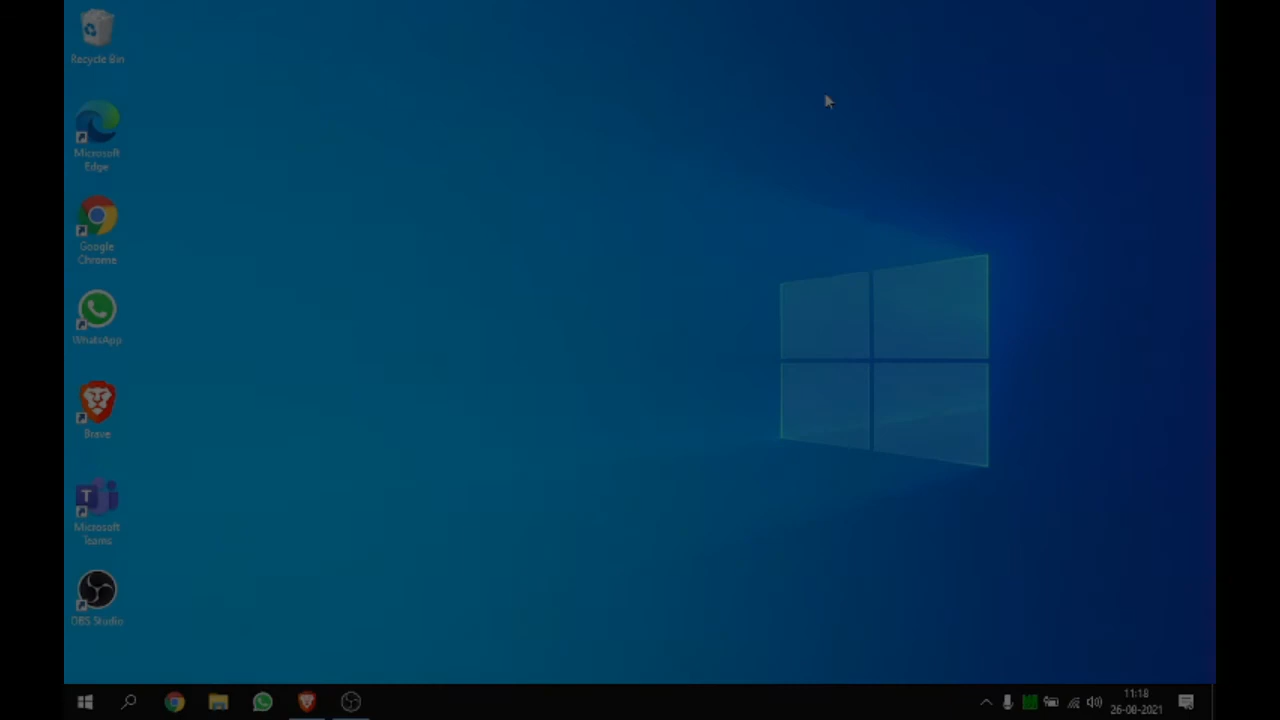 Recycle Bin
Microsoft
Edge
Google
Chrome
WhatsApp
Brave
T
Microsoft
Teams
OBS Studio
11:18
26-08-2021